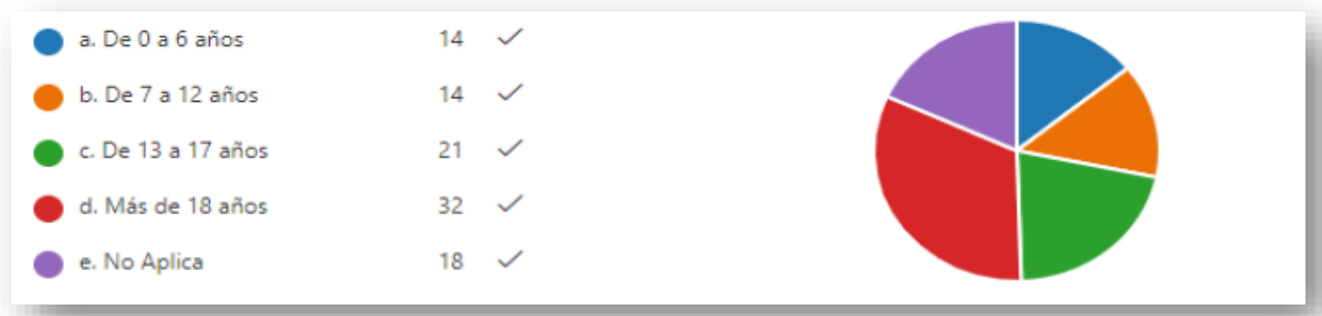 a. De 0 a 6 años 14
b. De 7 a 12 años 14
c. De 13 a 17 años 21
d. Más de 18 años 32
e. No Aplica 18